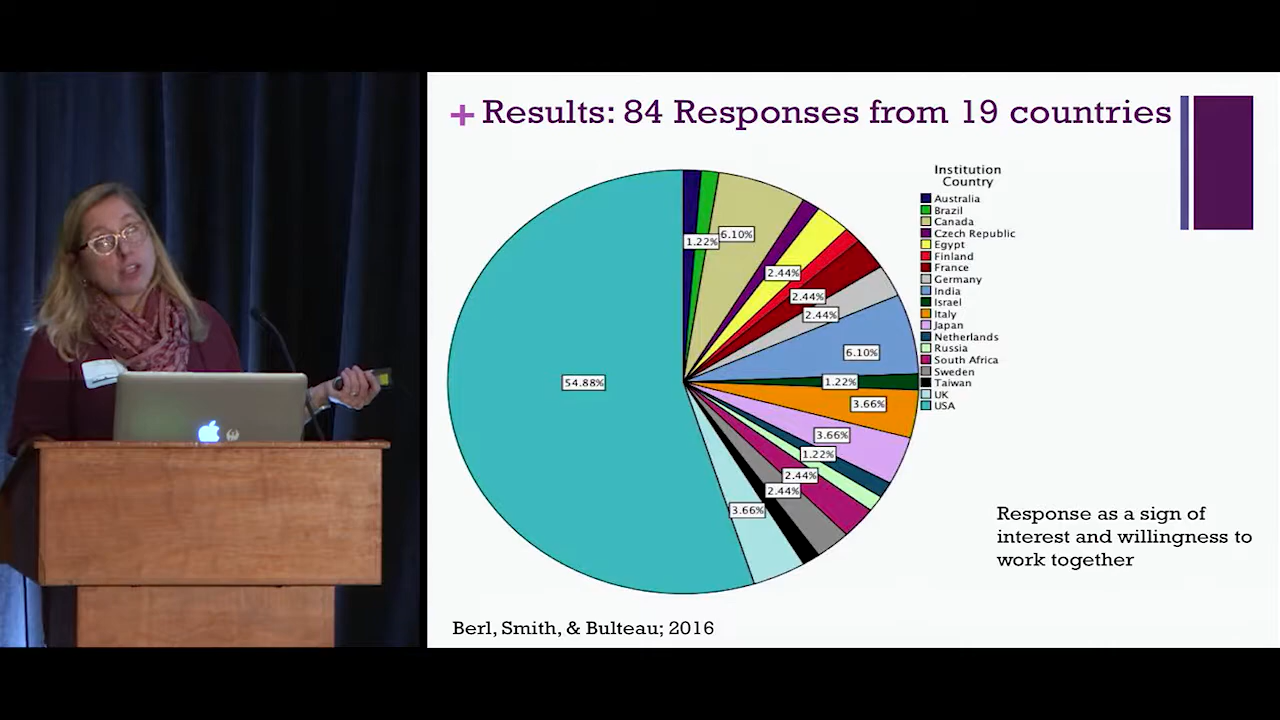 + Results: 84 Responses from 19 countries
Institution
Country
Australia
Brazil
Canada
Czech Republic
Egypt
Finland
France
Germany
India
Israel
Italy
Japan
Netherlands
Russia
South Africa
Sweden
Taiwan
UK
USA
1.22%
6.10%
2.44%
2.44%
2.44%
6.10%
1.22%
3.66%
3.66%
1.22%
2.44%
2.44%
3.66%
54.88%
Response as a sign of
interest and willingness to
work together
Berl, Smith, & Bulteau; 2016